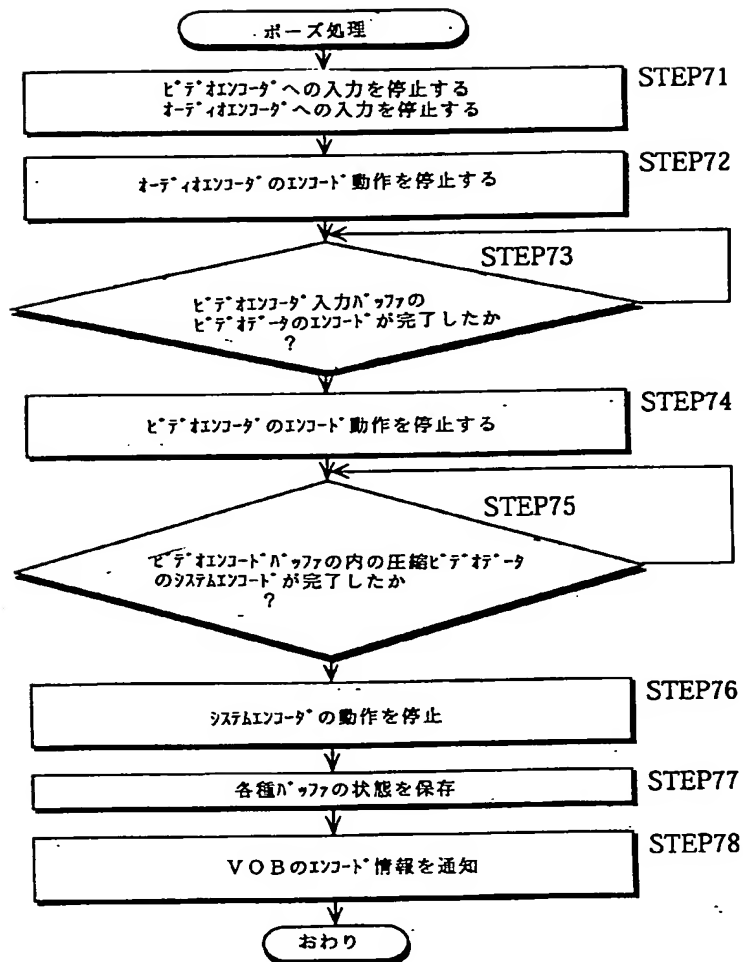 ポーズ処理
ﾋﾞﾃﾞｵｴﾝｺｰﾀﾞへの入力を停止する
ｵｰﾃﾞｨｵｴﾝｺｰﾀﾞへの入力を停止する
STEP71
ｵｰﾃﾞｨｵｴﾝｺｰﾀﾞのｴﾝｺｰﾄﾞ動作を停止する
STEP72
STEP73
ﾋﾞﾃﾞｵｴﾝｺｰﾀﾞ入力ﾊﾞｯﾌｧの
ﾋﾞﾃﾞｵﾃﾞｰﾀのｴﾝｺｰﾄﾞが完了したか
?
ﾋﾞﾃﾞｵｴﾝｺｰﾀﾞのｴﾝｺｰﾄﾞ動作を停止する
STEP74
STEP75
ﾋﾞﾃﾞｵｴﾝｺｰﾄﾞﾊﾞｯﾌｧの内の圧縮ﾋﾞﾃﾞｵﾃﾞｰﾀ
のｼｽﾃﾑｴﾝｺｰﾄﾞが完了したか
?
ｼｽﾃﾑｴﾝｺｰﾀﾞの動作を停止
STEP76
各種ﾊﾞｯﾌｧの状態を保存
STEP77
ＶＯＢのｴﾝｺｰﾄﾞ情報を通知
STEP78
おわり